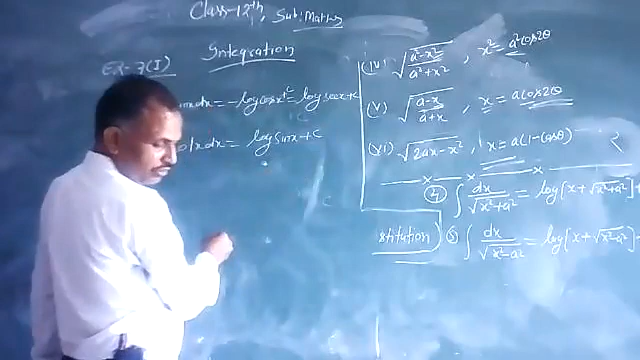 Class-12th, Sub: Maths
Integration
EX-7(I)
dx = -log cosx+c = log secx+c
dx = log sinx+c
(iv) √(a²-x²)/(a²+x²) , x² = a²cos2θ
(v) √(a-x)/(a+x) , x = a cos2θ
(vi) √2ax-x² , x = a(1-cosθ)
④ ∫ dx/√x²+a² = log[x+√x²+a²]+
stitution
⑤ ∫ dx/√x²-a² = log[x+√x²-a²]+